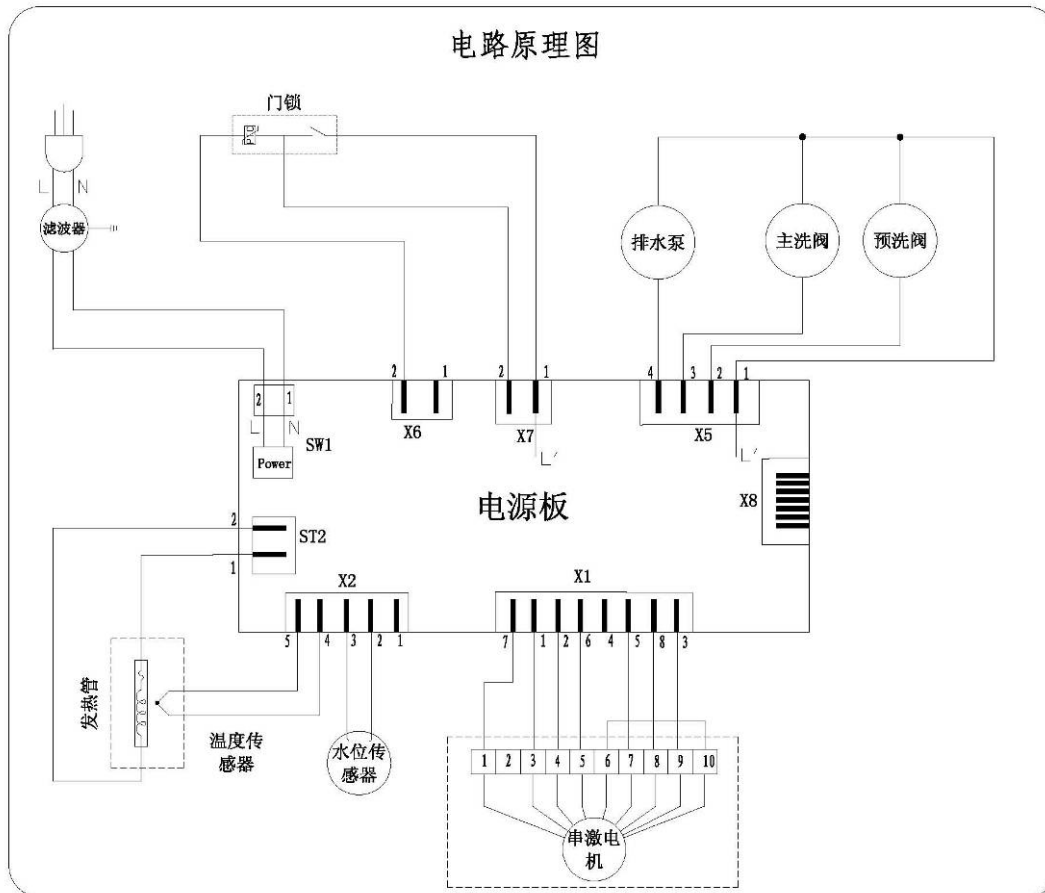 电路原理图
门锁
PTC
L N
滤波器
排水泵
主洗阀
预洗阀
2 1
2 1
4 3 2 1
2 1
L N
SW1
Power
X6
X7
X5
L′
L′
X8
电源板
2
ST2
1
X2
X1
5 4 3 2 1
7 1 2 6 4 5 8 3
发热管
温度传
感器
水位传
感器
1 2 3 4 5 6 7 8 9 10
串激电
机